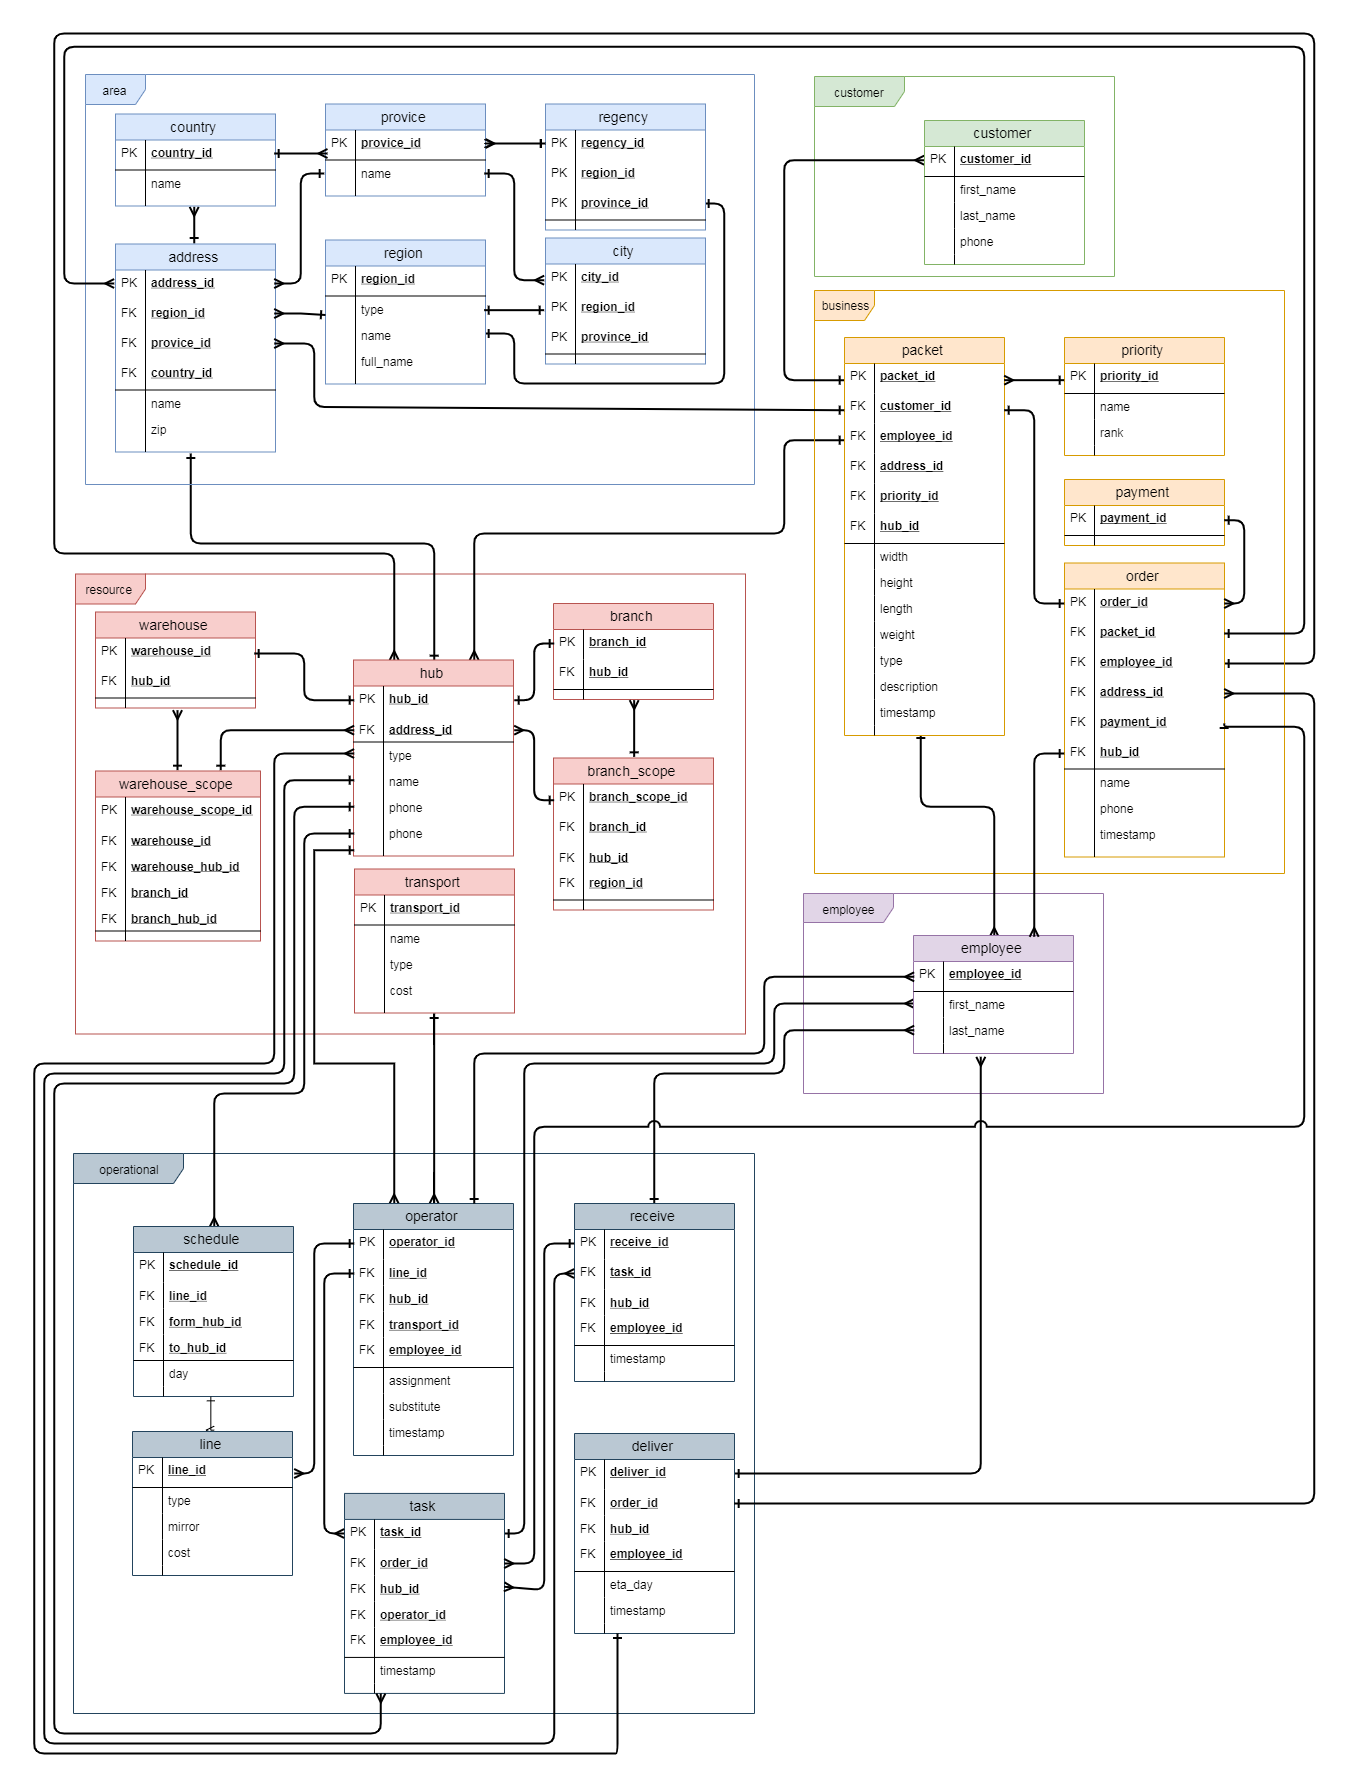 area
country
PK country_id
name
provice
PK provice_id
name
regency
PK regency_id
PK region_id
PK province_id
address
PK address_id
FK region_id
FK provice_id
FK country_id
name
zip
region
PK region_id
type
name
full_name
city
PK city_id
PK region_id
PK province_id
customer
customer
PK customer_id
first_name
last_name
phone
business
packet
PK packet_id
FK customer_id
FK employee_id
FK address_id
FK priority_id
FK hub_id
width
height
length
weight
type
description
timestamp
priority
PK priority_id
name
rank
payment
PK payment_id
order
PK order_id
FK packet_id
FK employee_id
FK address_id
FK payment_id
FK hub_id
name
phone
timestamp
resource
warehouse
PK warehouse_id
FK hub_id
warehouse_scope
PK warehouse_scope_id
FK warehouse_id
FK warehouse_hub_id
FK branch_id
FK branch_hub_id
hub
PK hub_id
FK address_id
type
name
phone
phone
transport
PK transport_id
name
type
cost
branch
PK branch_id
FK hub_id
branch_scope
PK branch_scope_id
FK branch_id
FK hub_id
FK region_id
employee
employee
PK employee_id
first_name
last_name
operational
schedule
PK schedule_id
FK line_id
FK form_hub_id
FK to_hub_id
day
line
PK line_id
type
mirror
cost
operator
PK operator_id
FK line_id
FK hub_id
FK transport_id
FK employee_id
assignment
substitute
timestamp
task
PK task_id
FK order_id
FK hub_id
FK operator_id
FK employee_id
timestamp
receive
PK receive_id
FK task_id
FK hub_id
FK employee_id
timestamp
deliver
PK deliver_id
FK order_id
FK hub_id
FK employee_id
eta_day
timestamp